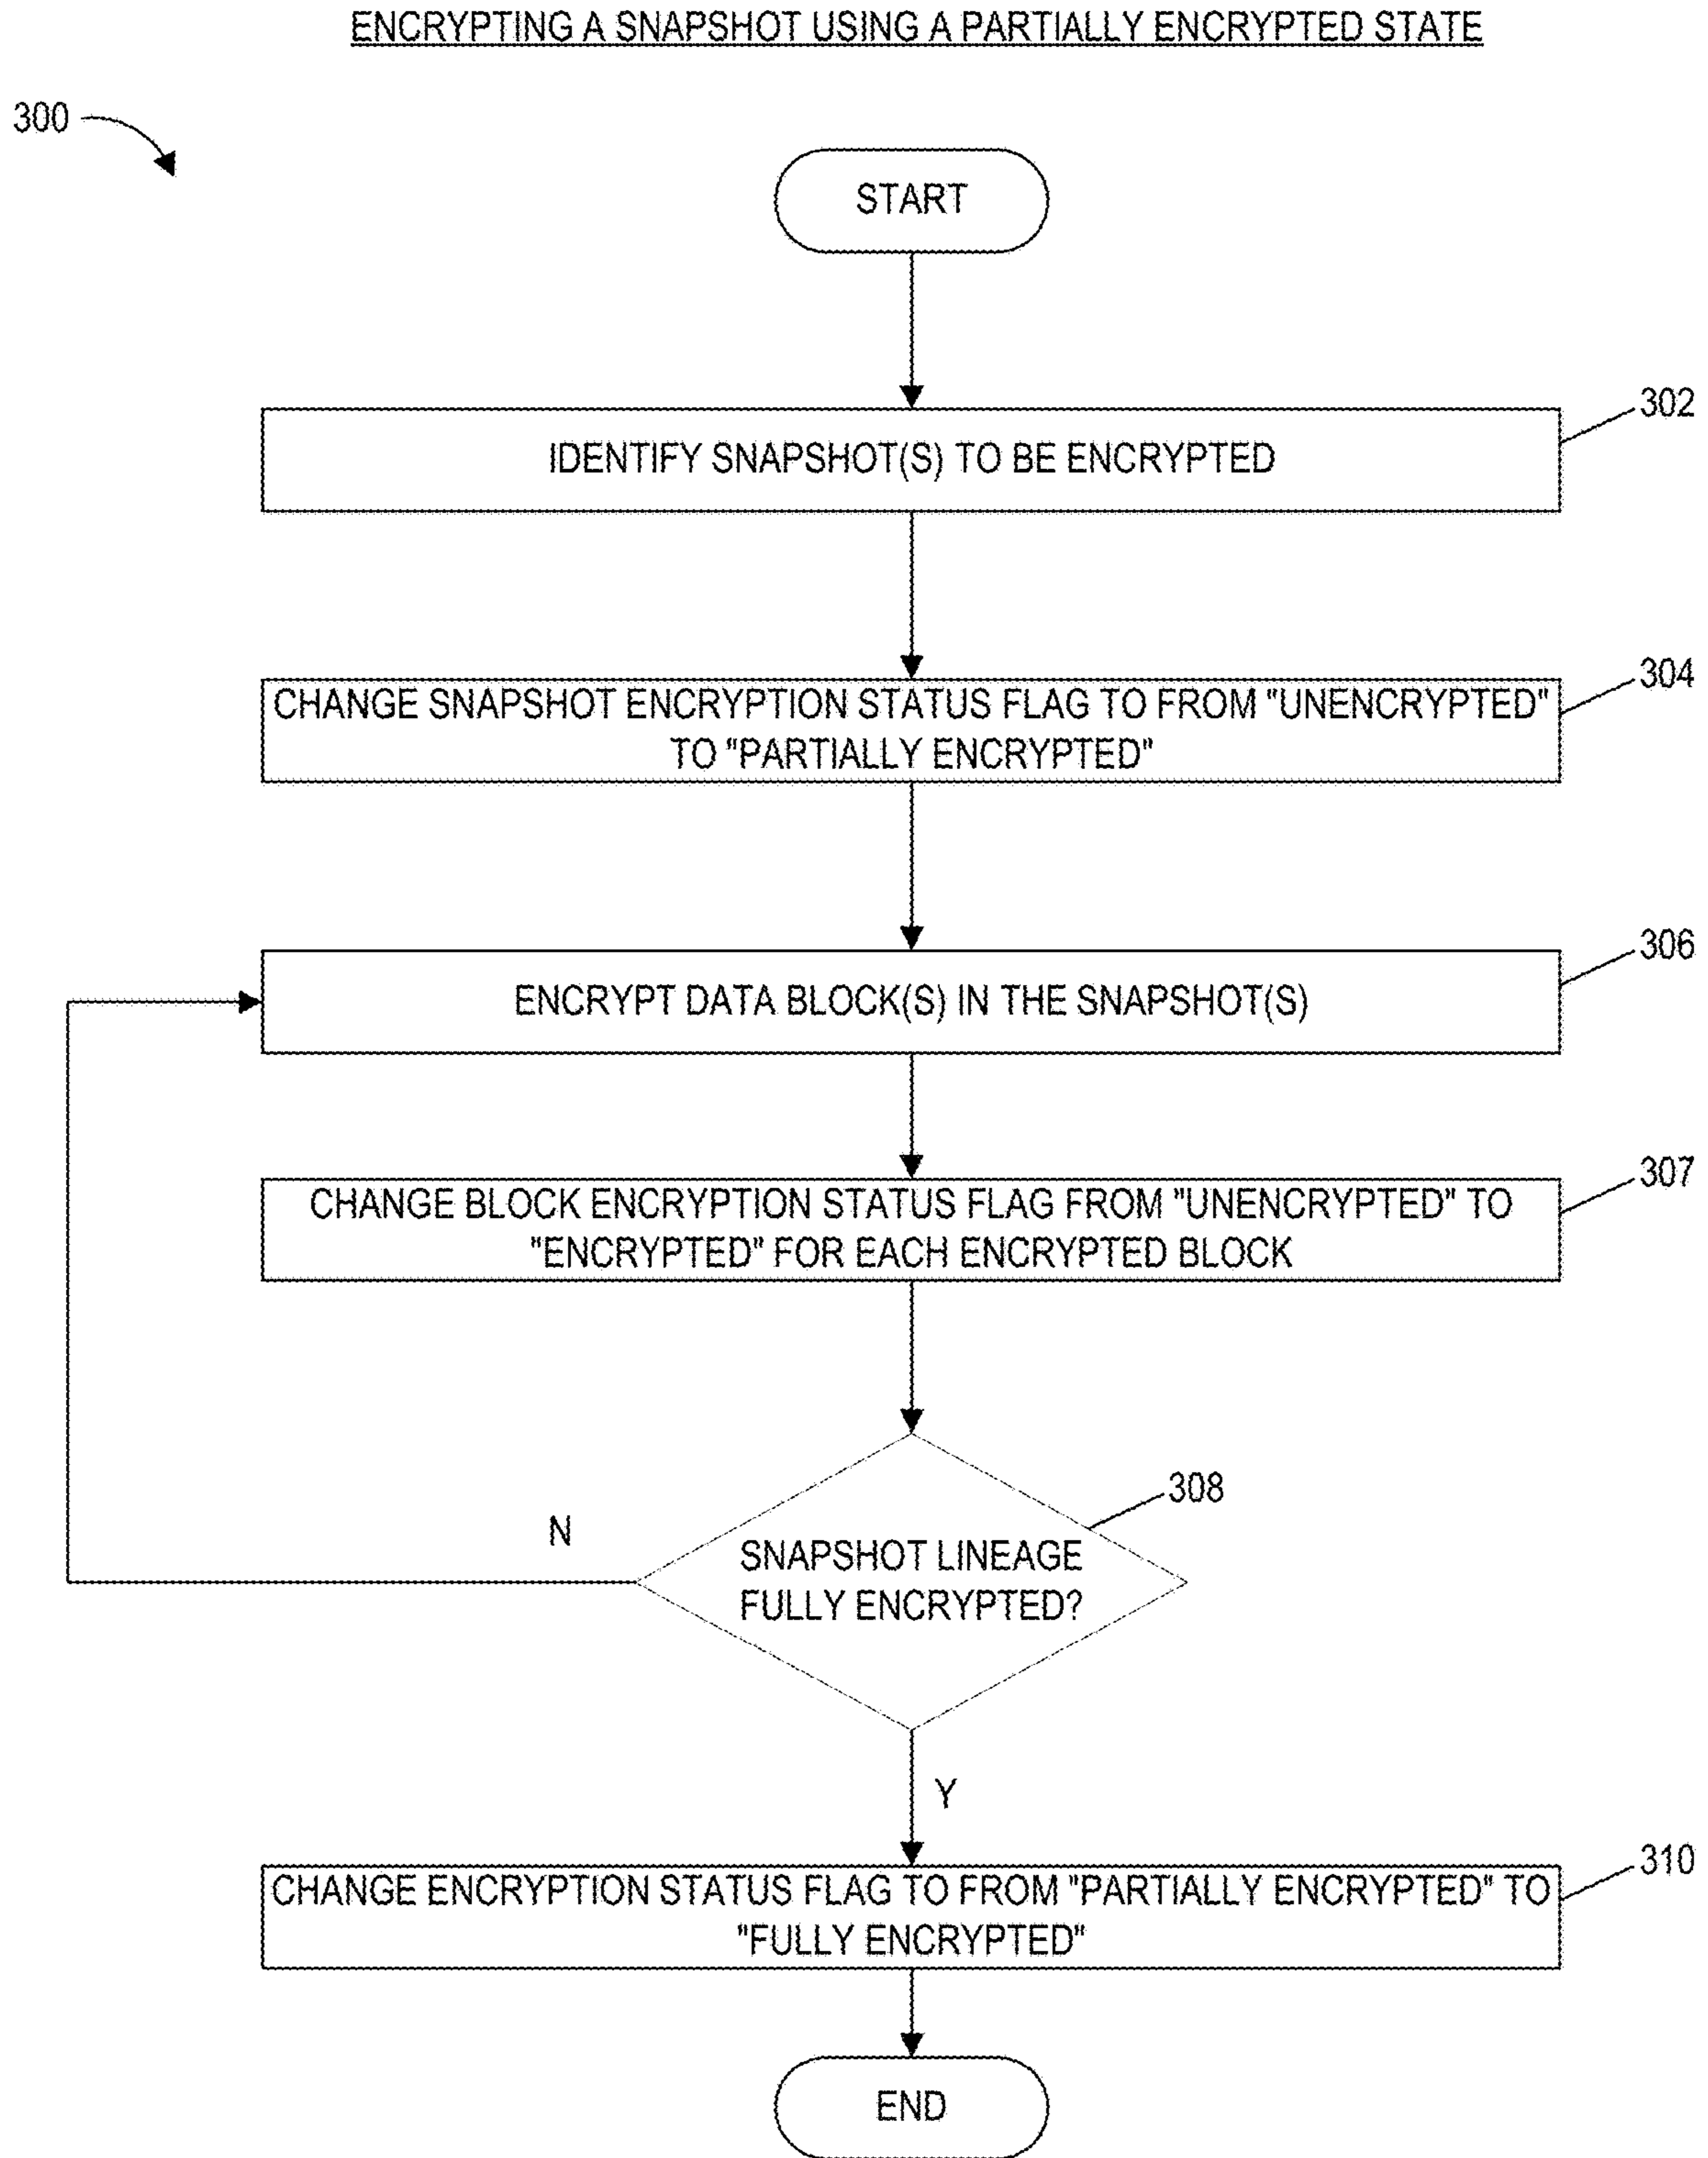 ENCRYPTING A SNAPSHOT USING A PARTIALLY ENCRYPTED STATE
300
START
302
IDENTIFY SNAPSHOT(S) TO BE ENCRYPTED
304
CHANGE SNAPSHOT ENCRYPTION STATUS FLAG TO FROM "UNENCRYPTED"
TO "PARTIALLY ENCRYPTED"
306
ENCRYPT DATA BLOCK(S) IN THE SNAPSHOT(S)
307
CHANGE BLOCK ENCRYPTION STATUS FLAG FROM "UNENCRYPTED" TO
"ENCRYPTED" FOR EACH ENCRYPTED BLOCK
308
N
SNAPSHOT LINEAGE
FULLY ENCRYPTED?
Y
310
CHANGE ENCRYPTION STATUS FLAG TO FROM "PARTIALLY ENCRYPTED" TO
"FULLY ENCRYPTED"
END